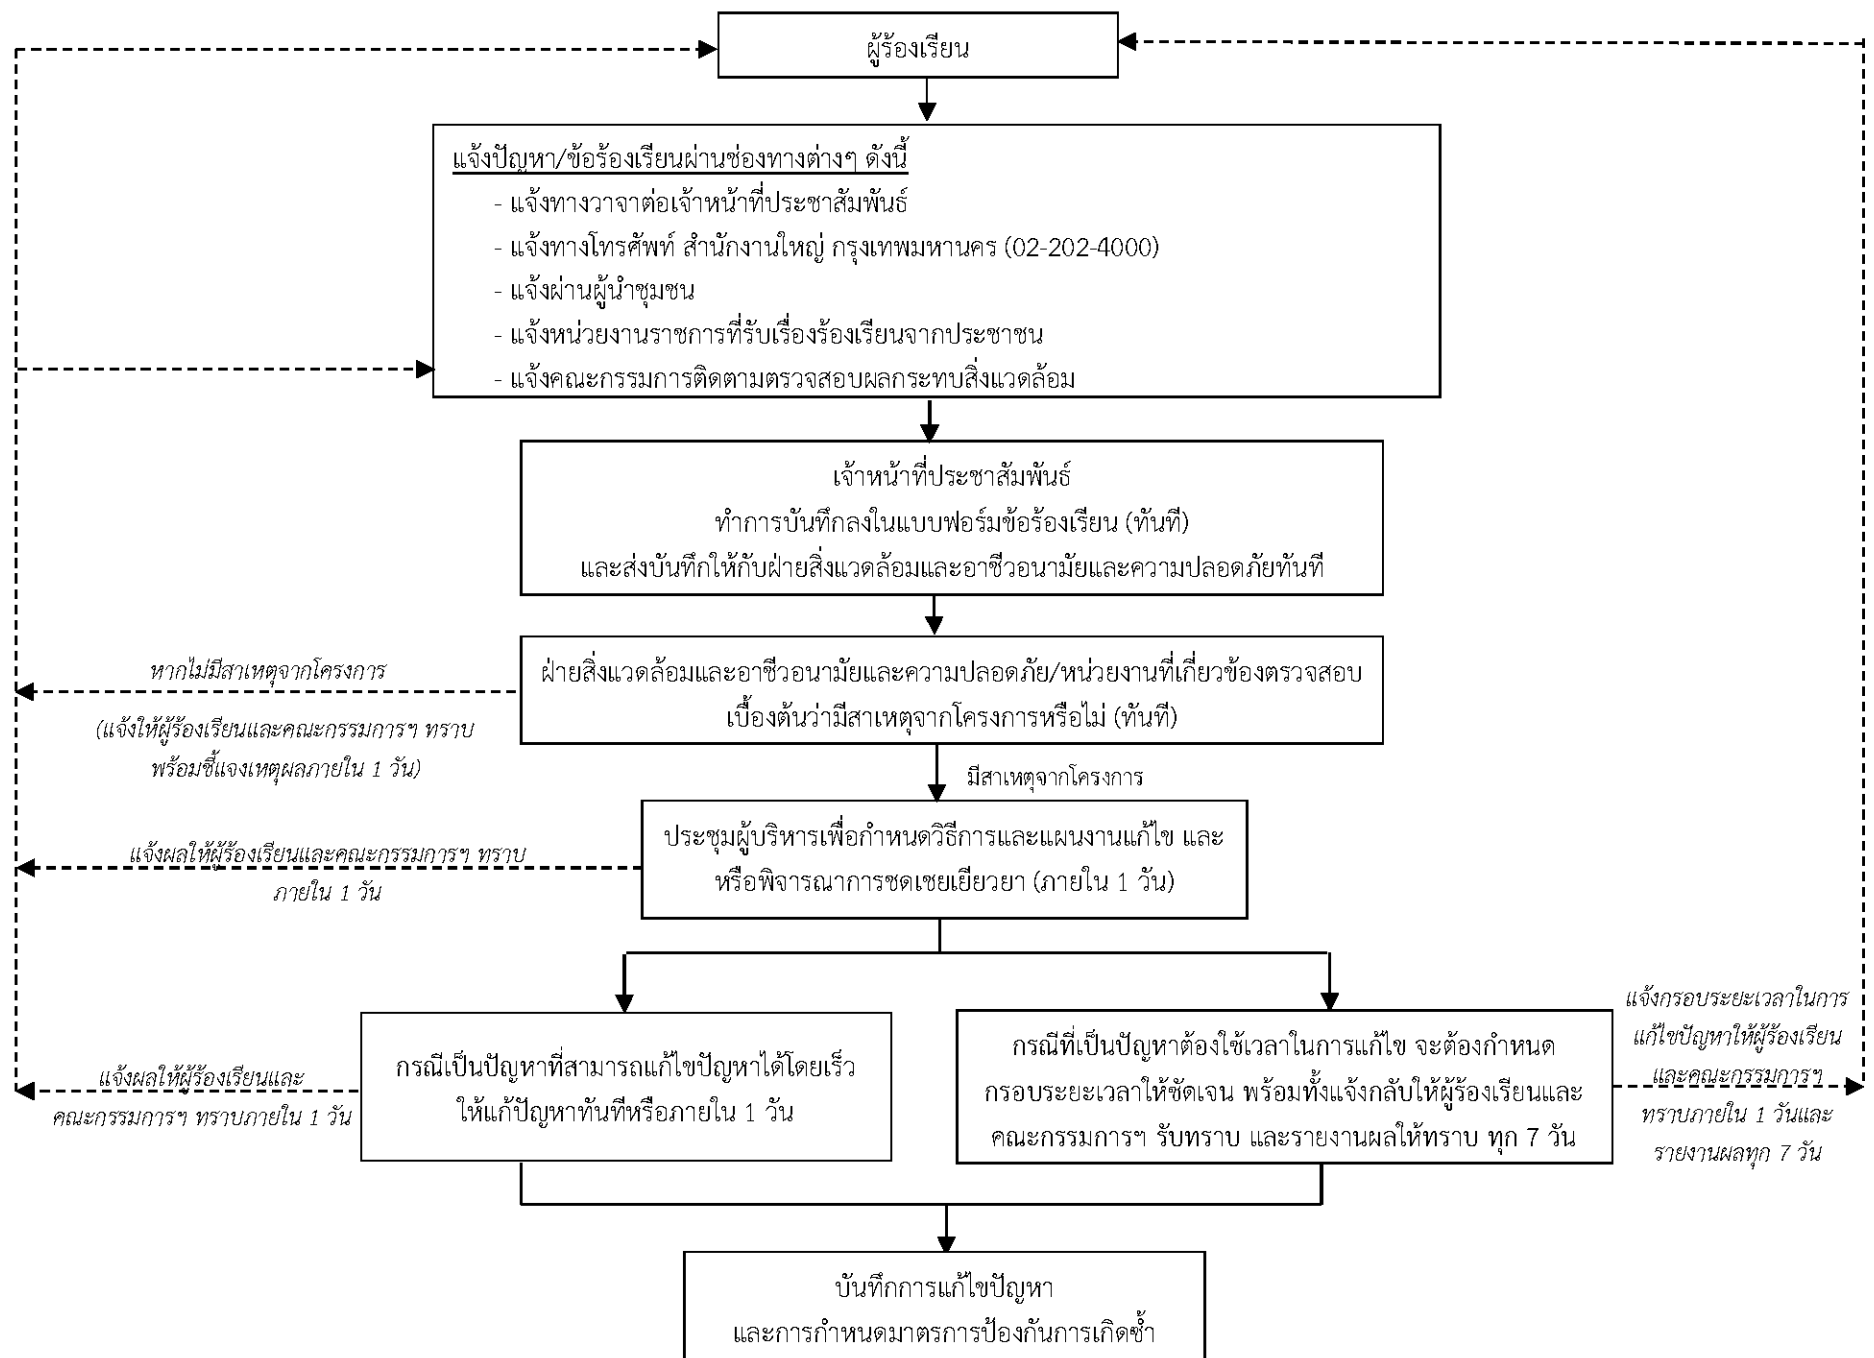 ผู้ร้องเรียน
แจ้งปัญหา/ข้อร้องเรียนผ่านช่องทางต่างๆ ดังนี้
- แจ้งทางวาจาต่อเจ้าหน้าที่ประชาสัมพันธ์
- แจ้งทางโทรศัพท์ สำนักงานใหญ่ กรุงเทพมหานคร (02-202-4000)
- แจ้งผ่านผู้นำชุมชน
- แจ้งหน่วยงานราชการที่รับเรื่องร้องเรียนจากประชาชน
- แจ้งคณะกรรมการติดตามตรวจสอบผลกระทบสิ่งแวดล้อม
เจ้าหน้าที่ประชาสัมพันธ์
ทำการบันทึกลงในแบบฟอร์มข้อร้องเรียน (ทันที)
และส่งบันทึกให้กับฝ่ายสิ่งแวดล้อมและอาชีวอนามัยและความปลอดภัยทันที
ฝ่ายสิ่งแวดล้อมและอาชีวอนามัยและความปลอดภัย/หน่วยงานที่เกี่ยวข้องตรวจสอบ
เบื้องต้นว่ามีสาเหตุจากโครงการหรือไม่ (ทันที)
หากไม่มีสาเหตุจากโครงการ
(แจ้งให้ผู้ร้องเรียนและคณะกรรมการฯ ทราบ
พร้อมชี้แจงเหตุผลภายใน 1 วัน)
มีสาเหตุจากโครงการ
ประชุมผู้บริหารเพื่อกำหนดวิธีการและแผนงานแก้ไข และ
หรือพิจารณาการชดเชยเยียวยา (ภายใน 1 วัน)
แจ้งผลให้ผู้ร้องเรียนและคณะกรรมการฯ ทราบ
ภายใน 1 วัน
กรณีเป็นปัญหาที่สามารถแก้ไขปัญหาได้โดยเร็ว
ให้แก้ปัญหาทันทีหรือภายใน 1 วัน
แจ้งผลให้ผู้ร้องเรียนและ
คณะกรรมการฯ ทราบภายใน 1 วัน
กรณีที่เป็นปัญหาต้องใช้เวลาในการแก้ไข จะต้องกำหนด
กรอบระยะเวลาให้ชัดเจน พร้อมทั้งแจ้งกลับให้ผู้ร้องเรียนและ
คณะกรรมการฯ รับทราบ และรายงานผลให้ทราบ ทุก 7 วัน
แจ้งกรอบระยะเวลาในการ
แก้ไขปัญหาให้ผู้ร้องเรียน
และคณะกรรมการฯ
ทราบภายใน 1 วันและ
รายงานผลทุก 7 วัน
บันทึกการแก้ไขปัญหา
และการกำหนดมาตรการป้องกันการเกิดซ้ำ